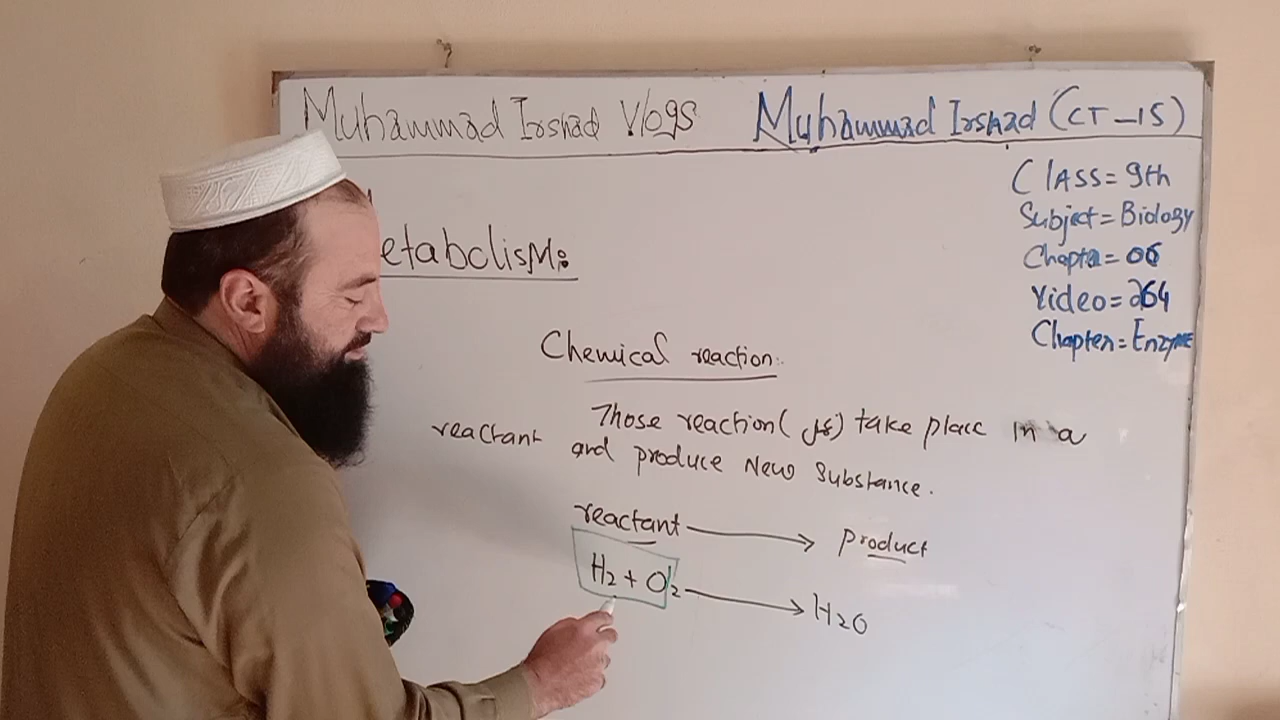 Muhammad Irshad Vlogs Muhammad Irshad (CT-15)
Class = 9th
Subject = Biology
Chapte = 06
Video = 264
Chapter = Enzyme
etabolism:
Chemical reaction:
Those reaction ( ) take place in a
reactant and produce New Substance.
reactant → product
H2 + O2 → H2O